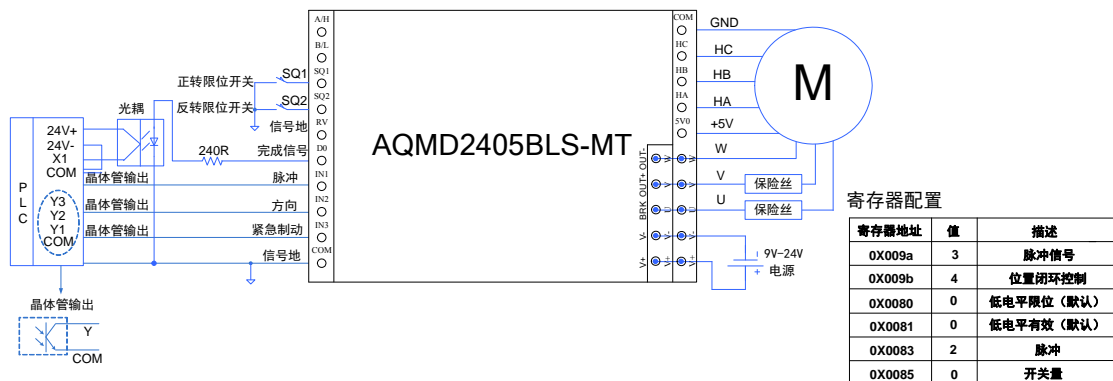 A/H
B/L
SQ1
SQ2
RV
D0
IN1
IN2
IN3
COM
COM
HC
HB
HA
5V0
GND
HC
HB
HA
+5V
W
V
U
M
AQMD2405BLS-MT
正转限位开关
SQ1
反转限位开关
SQ2
信号地
光耦
240R
完成信号
PLC
24V+
24V-
X1
COM
Y3
Y2
Y1
COM
晶体管输出
脉冲
晶体管输出
方向
晶体管输出
紧急制动
信号地
晶体管输出
Y
COM
OUT-
OUT+
BRK
V-
V+
W
V
U
V-
V+
保险丝
保险丝
9V-24V
电源
寄存器配置
寄存器地址 值 描述
0X009a 3 脉冲信号
0X009b 4 位置闭环控制
0X0080 0 低电平限位（默认）
0X0081 0 低电平有效（默认）
0X0083 2 脉冲
0X0085 0 开关量